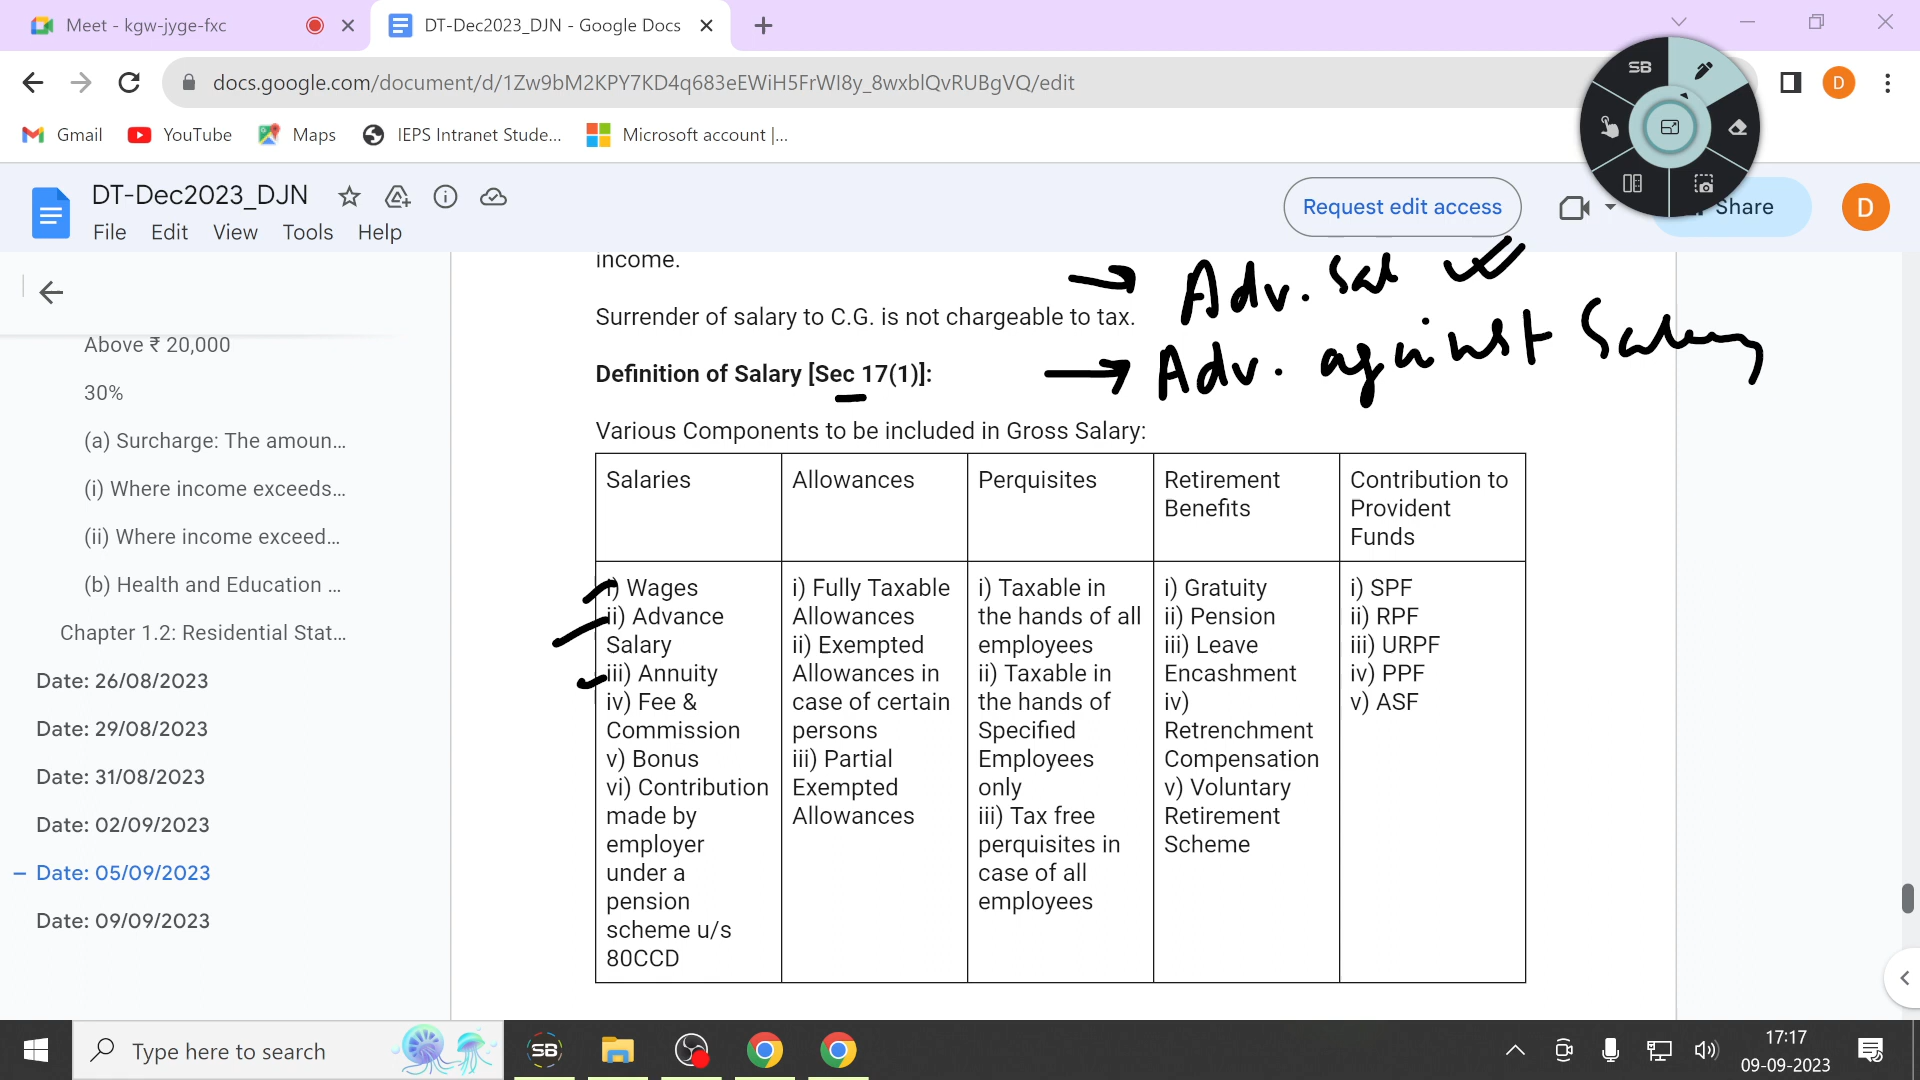 Meet - kgw-jyge-fxc
DT-Dec2023_DJN - Google Docs
docs.google.com/document/d/1Zw9bM2KPY7KD4q683eEWiH5FrWI8y_8wxblQvRUBgVQ/edit
SB
D
Gmail
YouTube
Maps
IEPS Intranet Stude...
Microsoft account |...
DT-Dec2023_DJN
File Edit View Tools Help
Request edit access
Share
D
Above ₹ 20,000
30%
(a) Surcharge: The amoun...
(i) Where income exceeds...
(ii) Where income exceed...
(b) Health and Education ...
Chapter 1.2: Residential Stat...
Date: 26/08/2023
Date: 29/08/2023
Date: 31/08/2023
Date: 02/09/2023
Date: 05/09/2023
Date: 09/09/2023
income.
Adv. Sal
Surrender of salary to C.G. is not chargeable to tax.
Adv. against Salary
Definition of Salary [Sec 17(1)]:
Various Components to be included in Gross Salary:
Salaries
Allowances
Perquisites
Retirement
Benefits
Contribution to
Provident
Funds
i) Wages
ii) Advance
Salary
iii) Annuity
iv) Fee &
Commission
v) Bonus
vi) Contribution
made by
employer
under a
pension
scheme u/s
80CCD
i) Fully Taxable
Allowances
ii) Exempted
Allowances in
case of certain
persons
iii) Partial
Exempted
Allowances
i) Taxable in
the hands of all
employees
ii) Taxable in
the hands of
Specified
Employees
only
iii) Tax free
perquisites in
case of all
employees
i) Gratuity
ii) Pension
iii) Leave
Encashment
iv)
Retrenchment
Compensation
v) Voluntary
Retirement
Scheme
i) SPF
ii) RPF
iii) URPF
iv) PPF
v) ASF
Type here to search
SB
17:17
09-09-2023